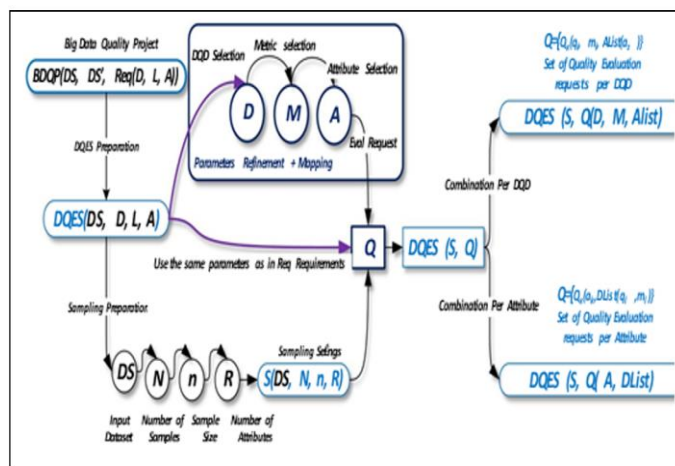 Big Data Quality Project
BDQP(DS, DS', Req(D, L, A))
DQES Preparation
DQES(DS, D, L, A)
Sampling Preparation
DS
N
n
R
Input
Dataset
Number of
Samples
Sample
Size
Number of
Attributes
Sampling Settings
S(DS, N, n, R)
DQD Selection
Metric selection
Attribute Selection
D
M
A
Parameters Refinement + Mapping
Eval Request
Use the same parameters as in Req Requirements
Q
DQES (S, Q)
Combination Per DQD
Set of Quality Evaluation
requests per DQD
DQES (S, Q(D, M, Alist)
Combination Per Attribute
Set of Quality Evaluation
requests per Attribute
DQES (S, Q( A, DList)